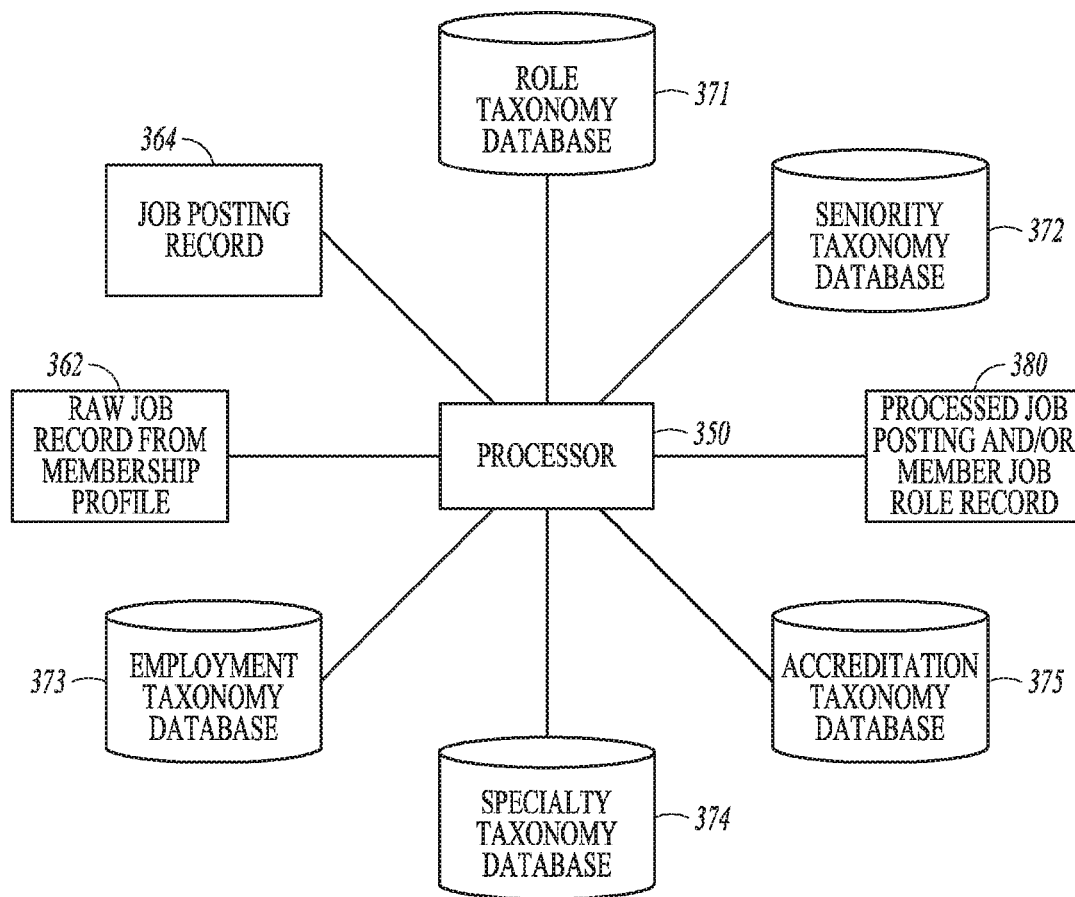 ROLE
TAXONOMY
DATABASE
371
364
JOB POSTING
RECORD
SENIORITY
TAXONOMY
DATABASE
372
362
RAW JOB
RECORD FROM
MEMBERSHIP
PROFILE
PROCESSOR
350
380
PROCESSED JOB
POSTING AND/OR
MEMBER JOB
ROLE RECORD
373
EMPLOYMENT
TAXONOMY
DATABASE
SPECIALTY
TAXONOMY
DATABASE
374
ACCREDITATION
TAXONOMY
DATABASE
375